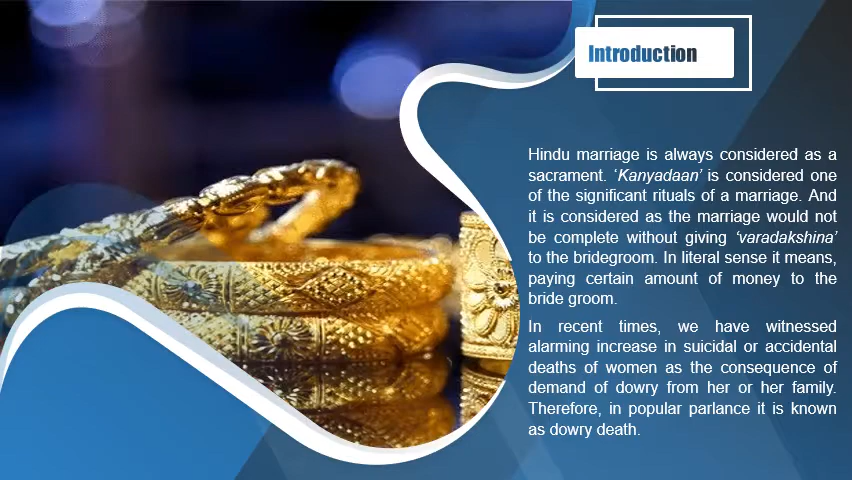 Introduction
Hindu marriage is always considered as a
sacrament. ‘Kanyadaan’ is considered one
of the significant rituals of a marriage. And
it is considered as the marriage would not
be complete without giving ‘varadakshina’
to the bridegroom. In literal sense it means,
paying certain amount of money to the
bride groom.
In recent times, we have witnessed
alarming increase in suicidal or accidental
deaths of women as the consequence of
demand of dowry from her or her family.
Therefore, in popular parlance it is known
as dowry death.